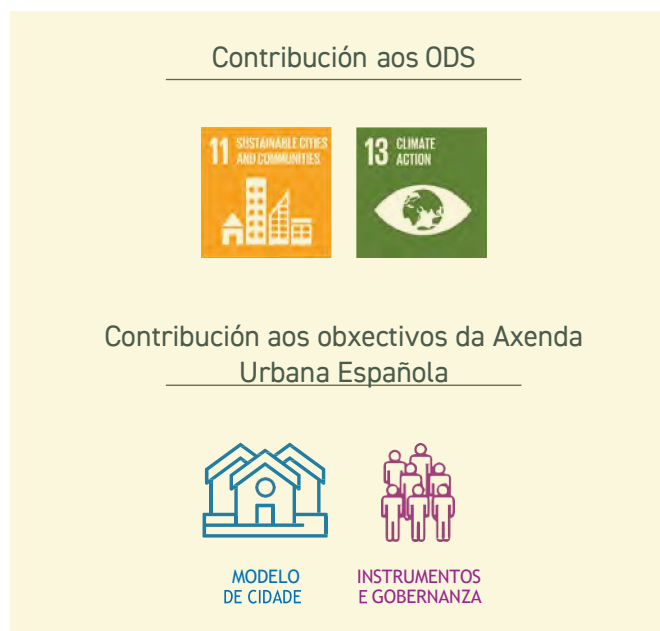 Contribución aos ODS
11 SUSTAINABLE CITIES
AND COMMUNITIES
13 CLIMATE
ACTION
Contribución aos obxectivos da Axenda
Urbana Española
MODELO
DE CIDADE
INSTRUMENTOS
E GOBERNANZA